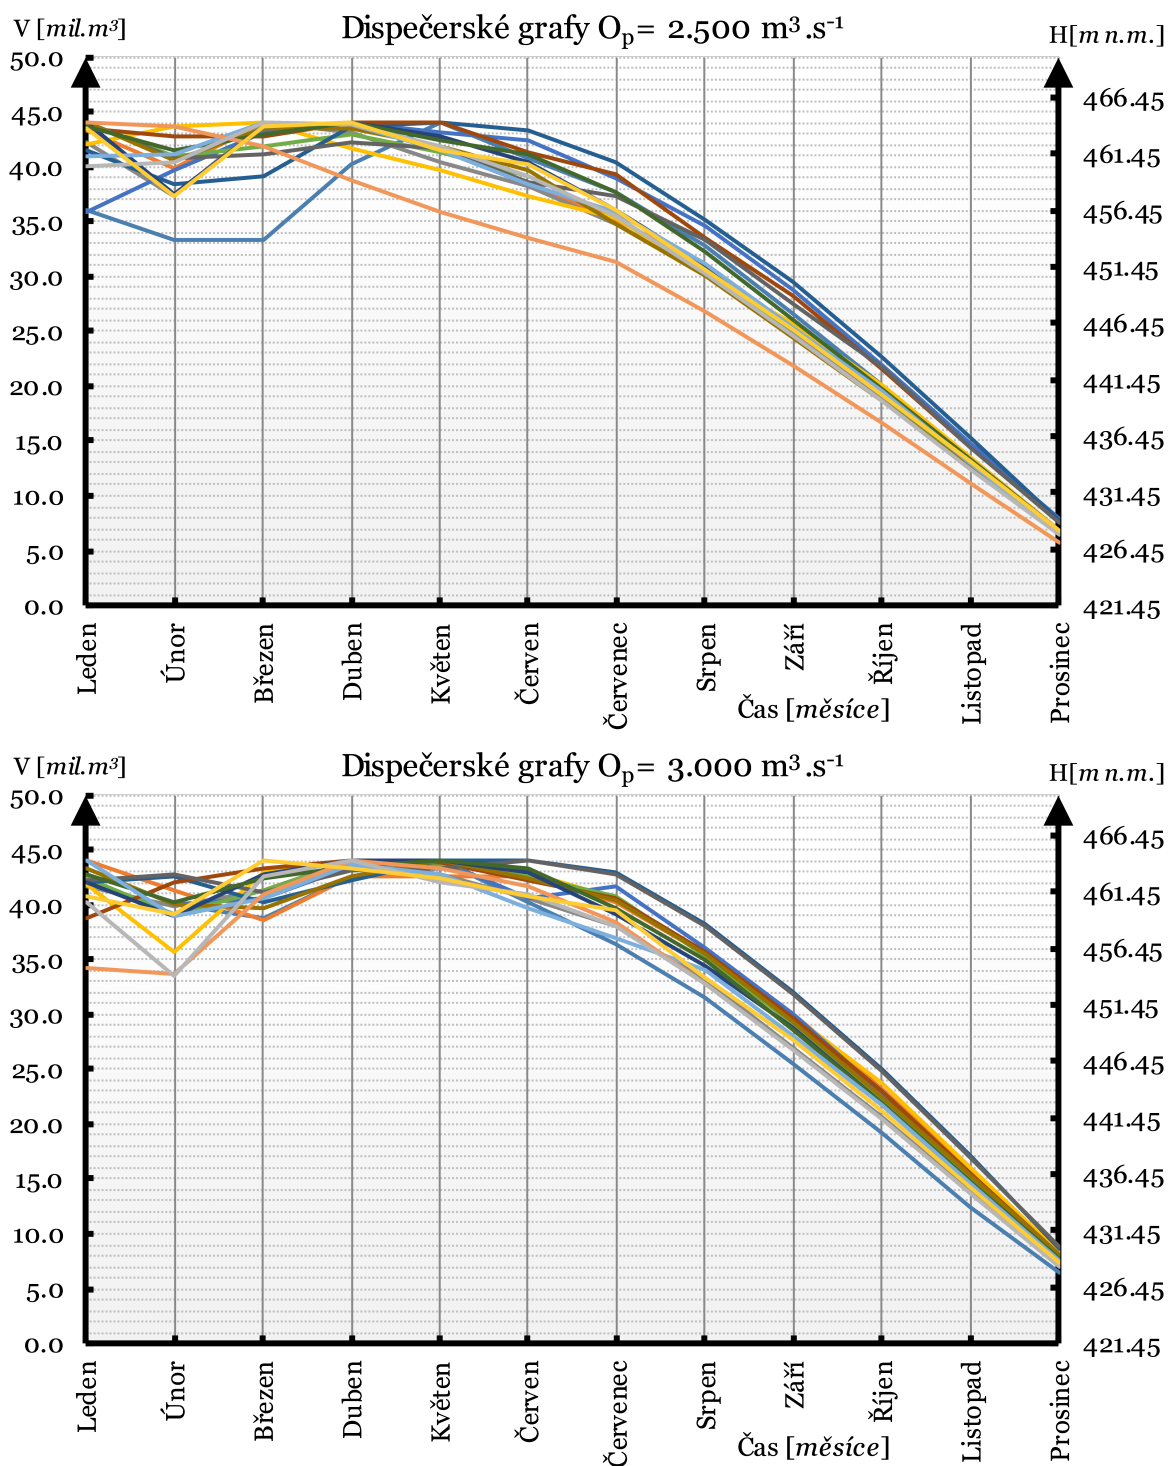 V [mil.m³]
Dispečerské grafy Oₚ= 2.500 m³.s⁻¹
H[m n.m.]
50.0
45.0
40.0
35.0
30.0
25.0
20.0
15.0
10.0
5.0
0.0
466.45
461.45
456.45
451.45
446.45
441.45
436.45
431.45
426.45
421.45
Leden
Únor
Březen
Duben
Květen
Červen
Červenec
Srpen
Září
Říjen
Listopad
Prosinec
Čas [měsíce]
V [mil.m³]
Dispečerské grafy Oₚ= 3.000 m³.s⁻¹
H[m n.m.]
50.0
45.0
40.0
35.0
30.0
25.0
20.0
15.0
10.0
5.0
0.0
466.45
461.45
456.45
451.45
446.45
441.45
436.45
431.45
426.45
421.45
Leden
Únor
Březen
Duben
Květen
Červen
Červenec
Srpen
Září
Říjen
Listopad
Prosinec
Čas [měsíce]